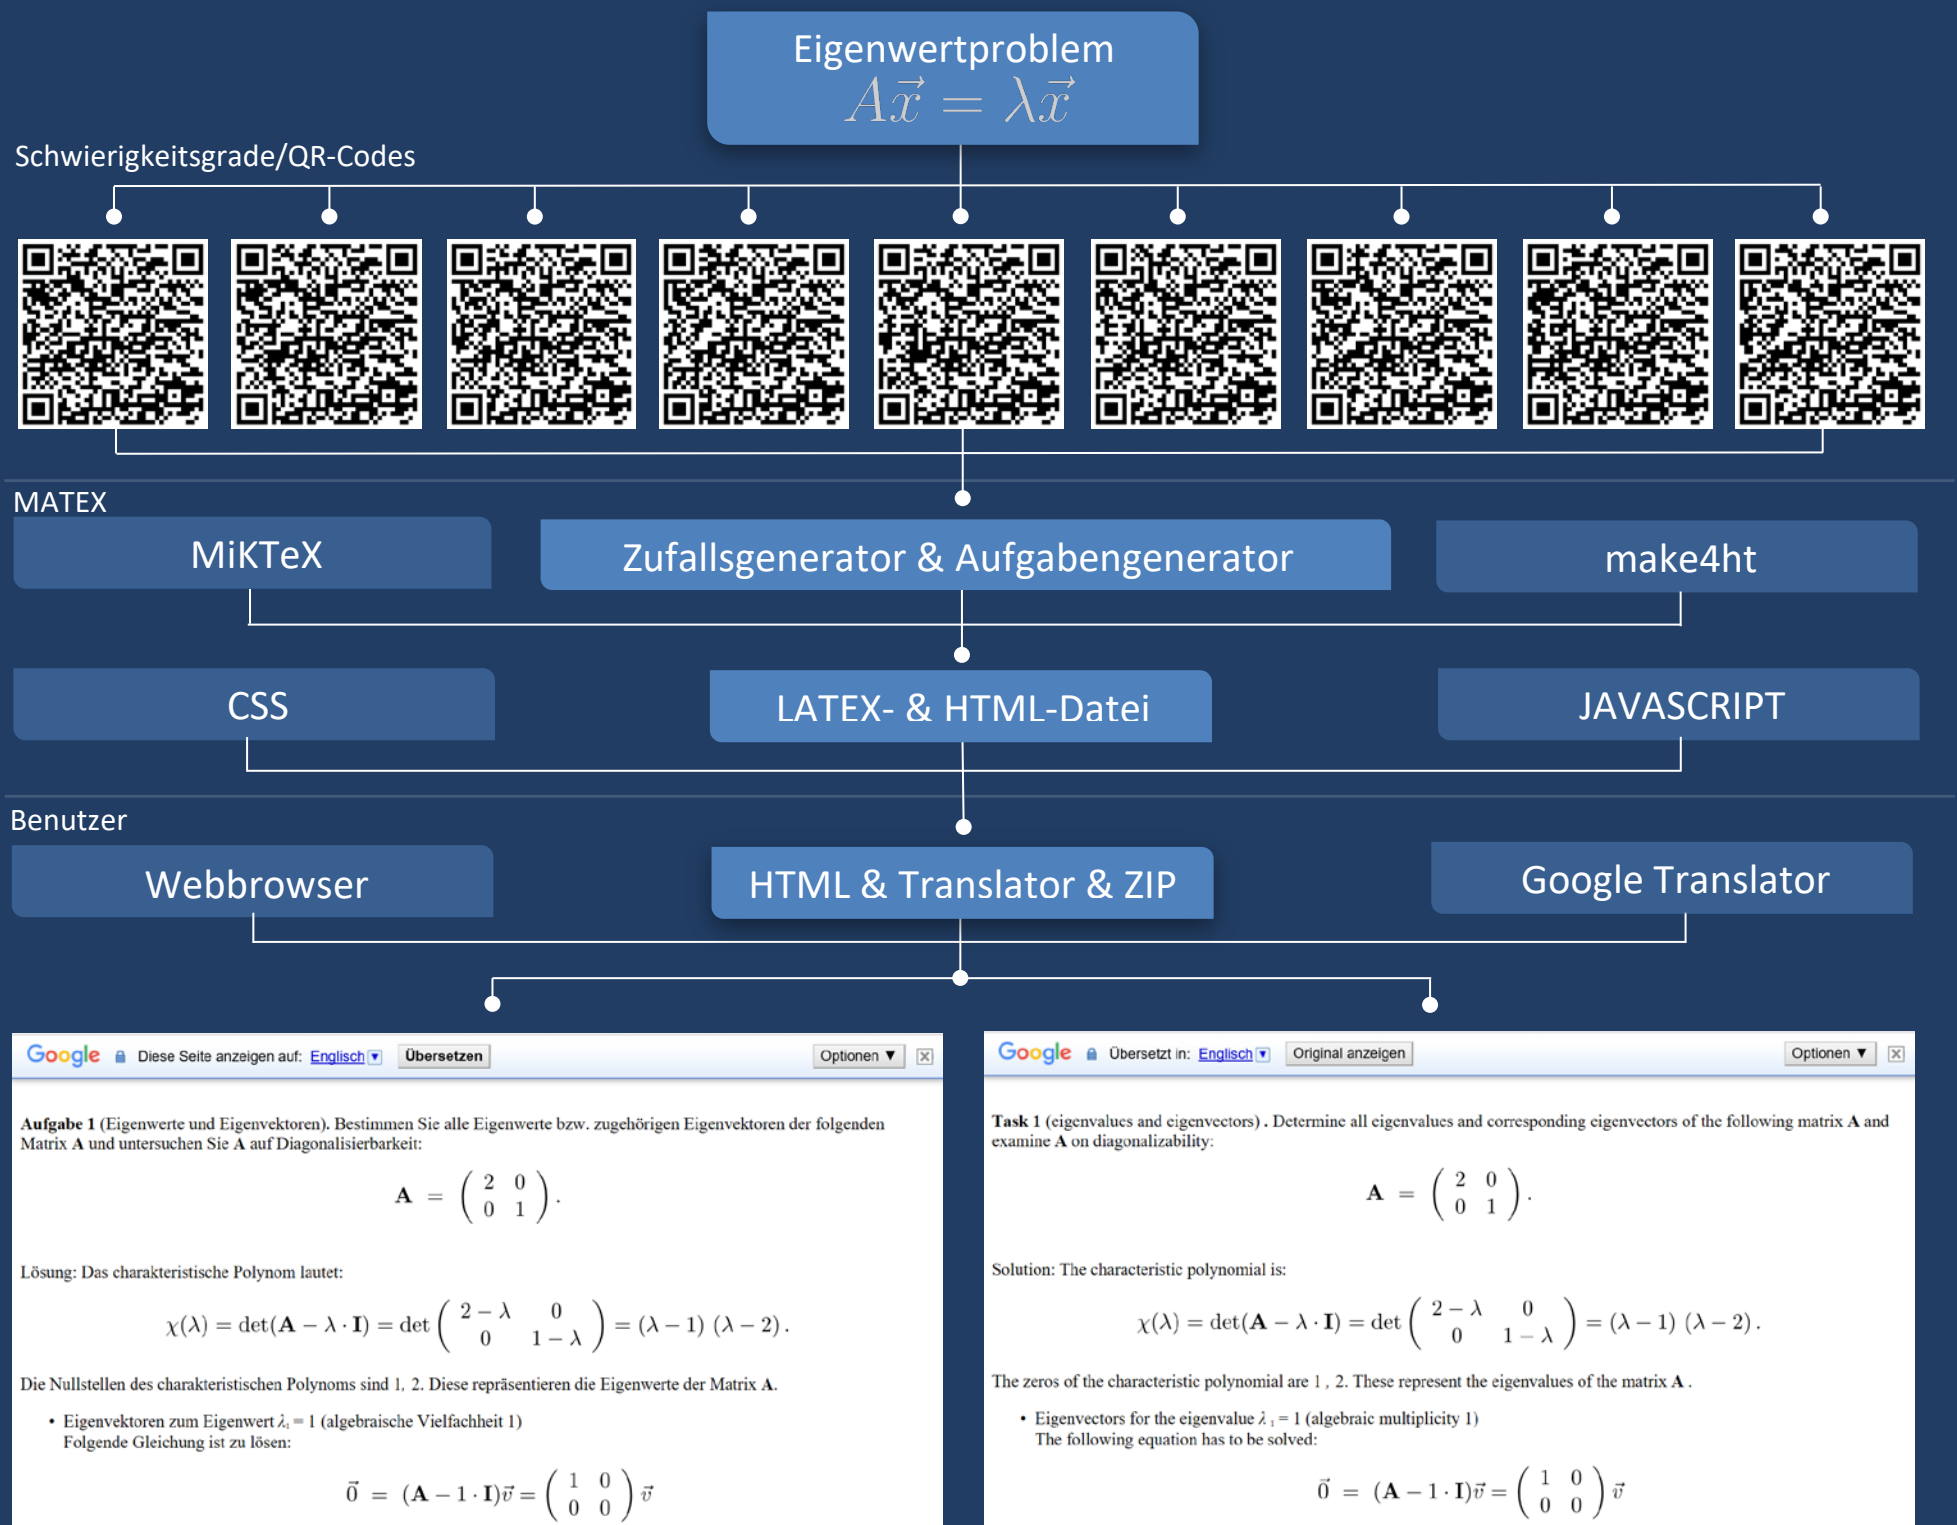 Eigenwertproblem
A\vec{x} = λ\vec{x}
Schwierigkeitsgrade/QR-Codes
MATEX
MiKTeX
Zufallsgenerator & Aufgabengenerator
make4ht
CSS
LATEX- & HTML-Datei
JAVASCRIPT
Benutzer
Webbrowser
HTML & Translator & ZIP
Google Translator
Google Diese Seite anzeigen auf: Englisch ▼ Übersetzen Optionen ▼
Aufgabe 1 (Eigenwerte und Eigenvektoren). Bestimmen Sie alle Eigenwerte bzw. zugehörigen Eigenvektoren der folgenden
Matrix A und untersuchen Sie A auf Diagonalisierbarkeit:
A = ( 2 0
0 1 ).
Lösung: Das charakteristische Polynom lautet:
χ(λ) = det(A − λ · I) = det ( 2 − λ 0
0 1 − λ ) = (λ − 1) (λ − 2).
Die Nullstellen des charakteristischen Polynoms sind 1, 2. Diese repräsentieren die Eigenwerte der Matrix A.
• Eigenvektoren zum Eigenwert λ₁ = 1 (algebraische Vielfachheit 1)
Folgende Gleichung ist zu lösen:
\vec{0} = (A − 1 · I)\vec{v} = ( 1 0
0 0 ) \vec{v}
Google Übersetzt in: Englisch ▼ Original anzeigen Optionen ▼
Task 1 (eigenvalues and eigenvectors) . Determine all eigenvalues and corresponding eigenvectors of the following matrix A and
examine A on diagonalizability:
A = ( 2 0
0 1 ).
Solution: The characteristic polynomial is:
χ(λ) = det(A − λ · I) = det ( 2 − λ 0
0 1 − λ ) = (λ − 1) (λ − 2).
The zeros of the characteristic polynomial are 1 , 2. These represent the eigenvalues of the matrix A .
• Eigenvectors for the eigenvalue λ ₁ = 1 (algebraic multiplicity 1)
The following equation has to be solved:
\vec{0} = (A − 1 · I)\vec{v} = ( 1 0
0 0 ) \vec{v}